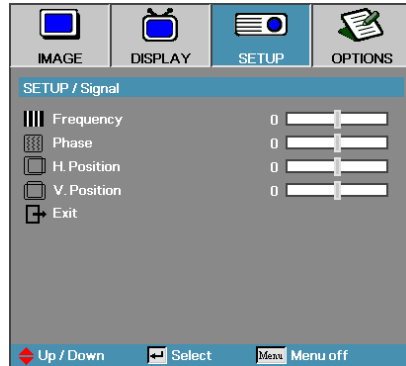 IMAGE DISPLAY SETUP OPTIONS
SETUP / Signal
Frequency 0
Phase 0
H. Position 0
V. Position 0
Exit
Up / Down Select Menu Menu off